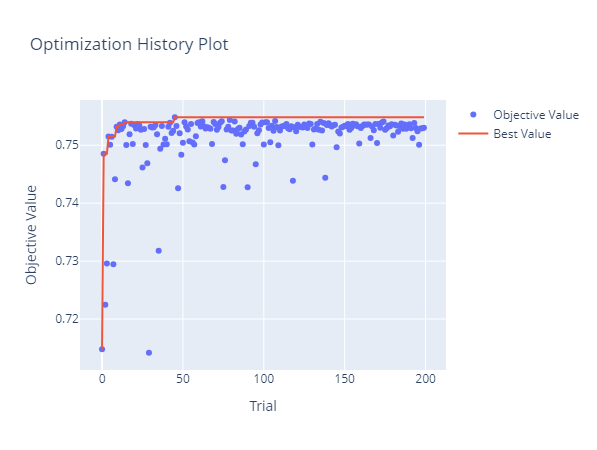 Optimization History Plot
Objective Value
Best Value
0.75
0.74
0.73
0.72
Objective Value
0
50
100
150
200
Trial